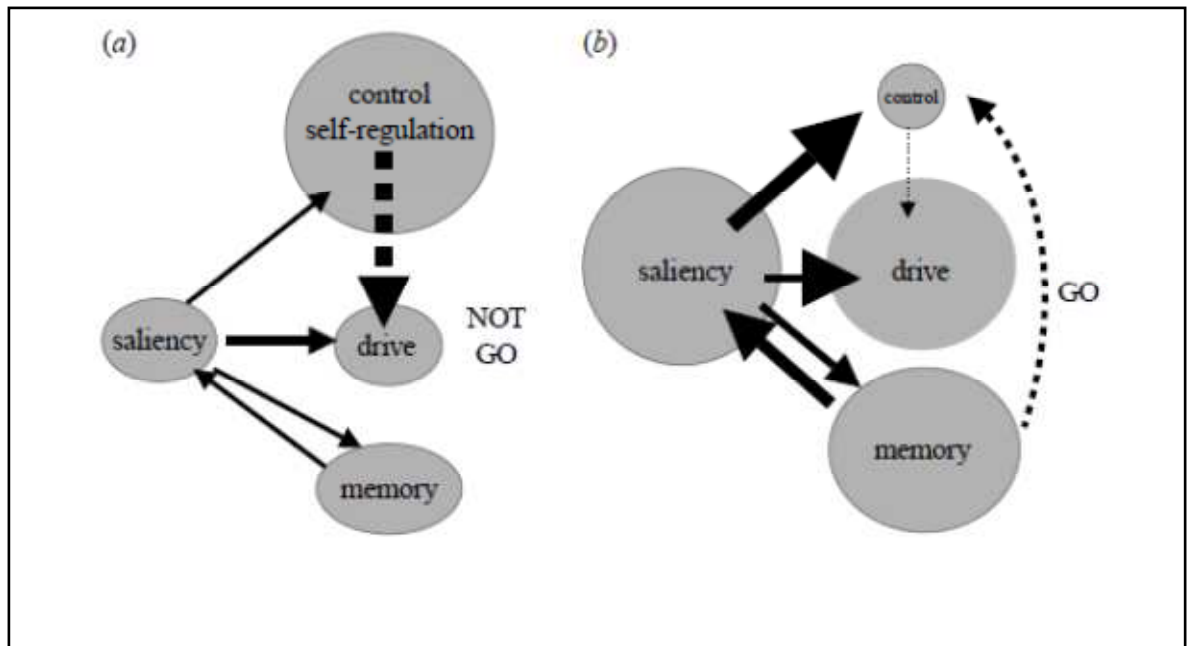 (a)
control
self-regulation
saliency
drive
NOT
GO
memory
(b)
control
saliency
drive
GO
memory